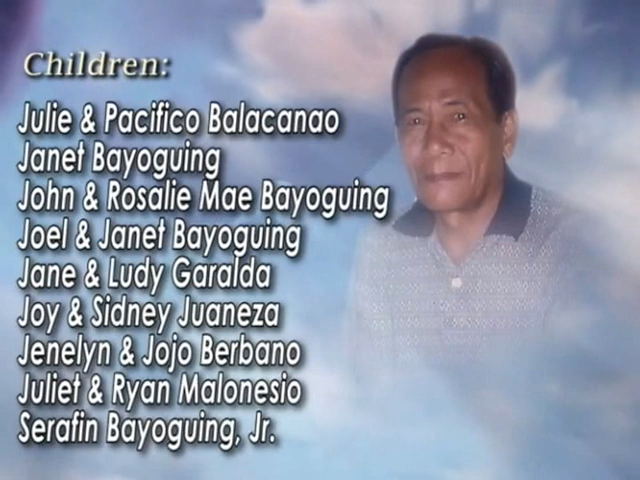 Children:
Julie & Pacifico Balacanao
Janet Bayoguing
John & Rosalie Mae Bayoguing
Joel & Janet Bayoguing
Jane & Ludy Garalda
Joy & Sidney Juaneza
Jenelyn & Jojo Berbano
Juliet & Ryan Malonesio
Serafin Bayoguing, Jr.